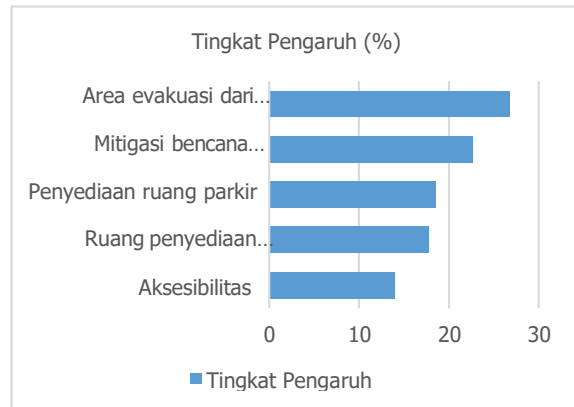 Tingkat Pengaruh (%)
Area evakuasi dari...
Mitigasi bencana...
Penyediaan ruang parkir
Ruang penyediaan...
Aksesibilitas
0 10 20 30
Tingkat Pengaruh